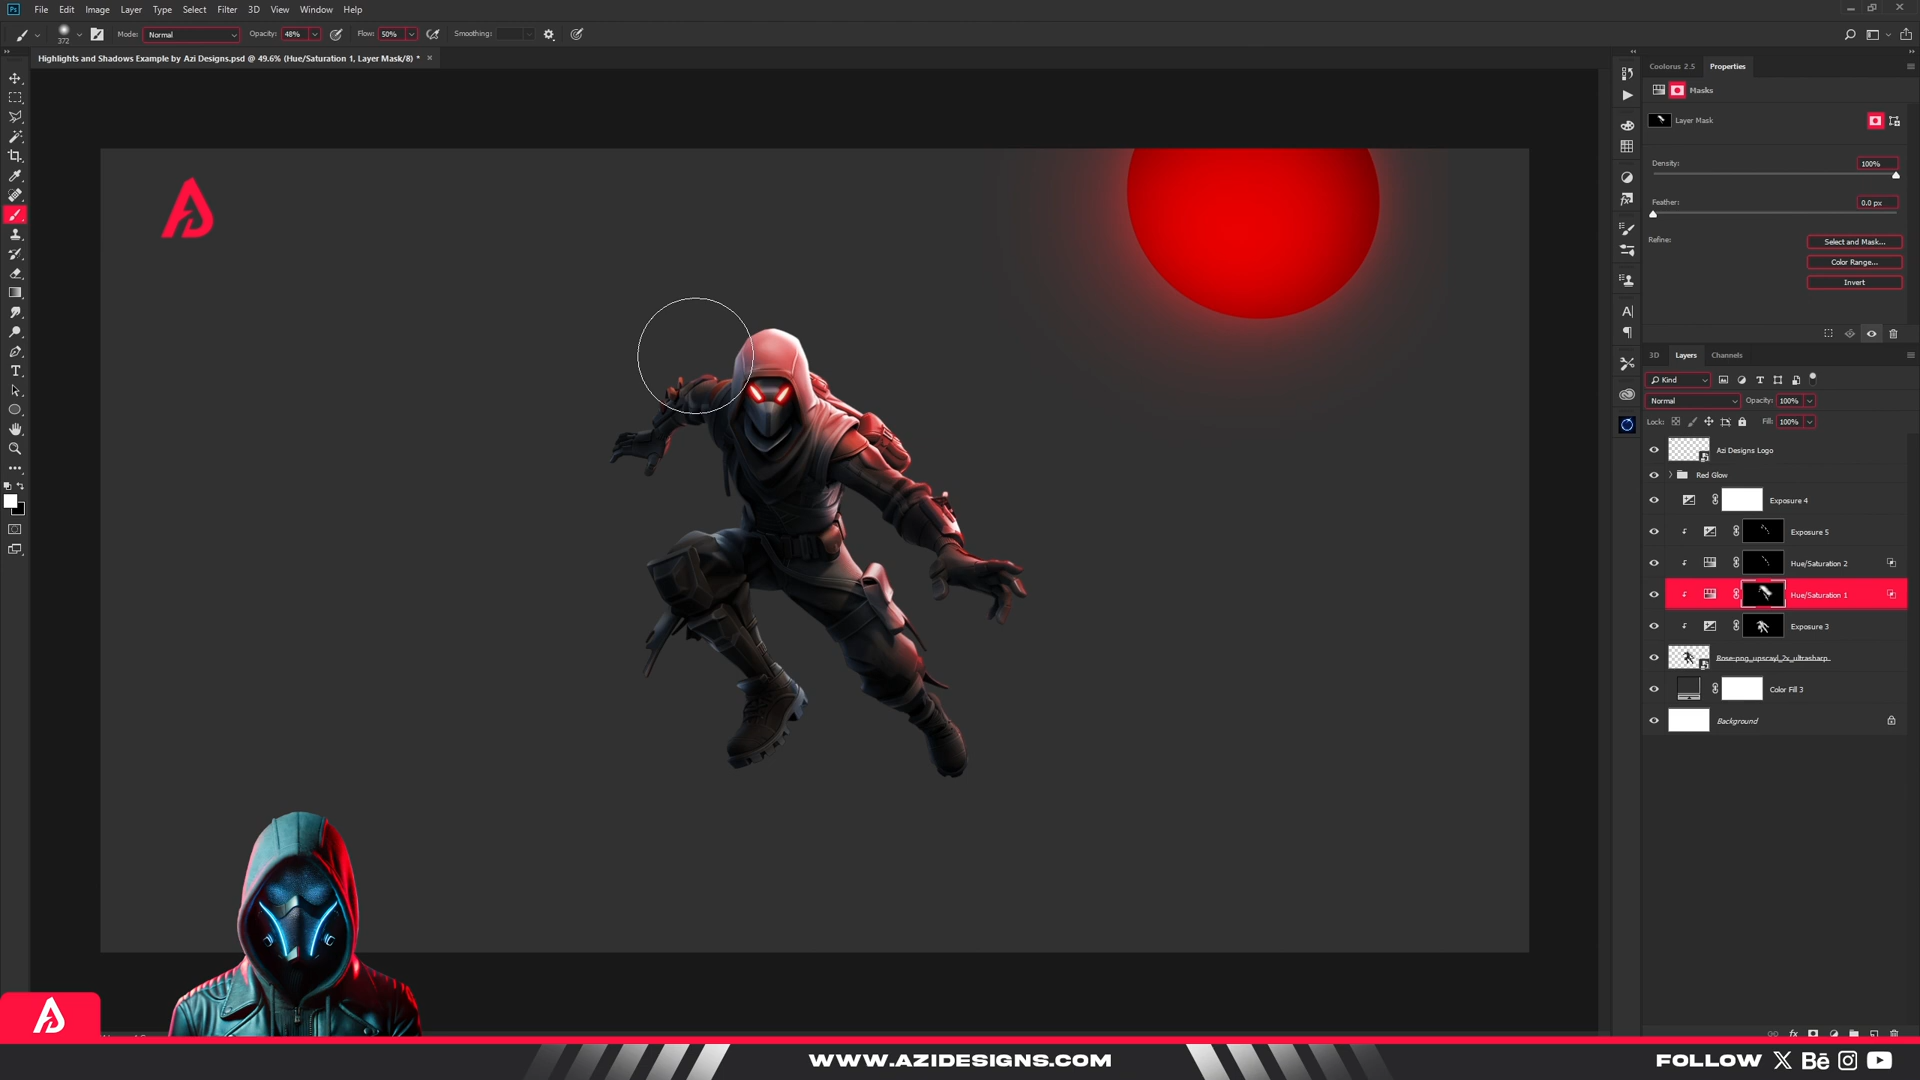 Ps File Edit Image Layer Type Select Filter 3D View Window Help
372 Mode: Normal Opacity: 48% Flow: 50% Smoothing:
Highlights and Shadows Example by Azi Designs.psd @ 49.6% (Hue/Saturation 1, Layer Mask/8) *
Coolorus 2.5 Properties
Masks
Layer Mask
Density: 100%
Feather: 0.0 px
Refine: Select and Mask...
Color Range...
Invert
3D Layers Channels
Kind
Normal Opacity: 100%
Lock: Fill: 100%
Azi Designs Logo
Red Glow
Exposure 4
Exposure 5
Hue/Saturation 2
Hue/Saturation 1
Exposure 3
Rose-png_upscayl_2x_ultrasharp
Color Fill 3
Background
WWW.AZIDESIGNS.COM
FOLLOW